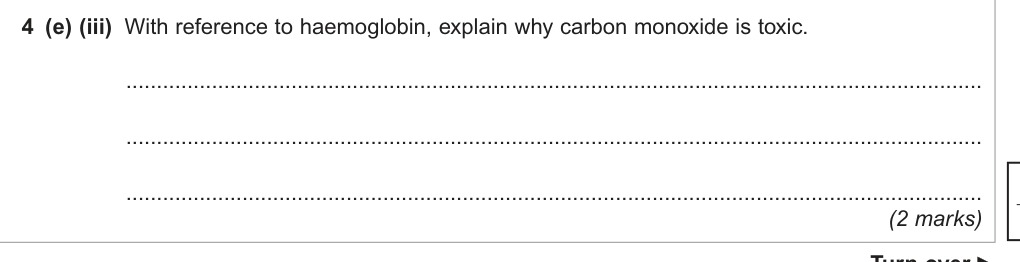 4 (e) (iii) With reference to haemoglobin, explain why carbon monoxide is toxic.
(2 marks)
Turn over